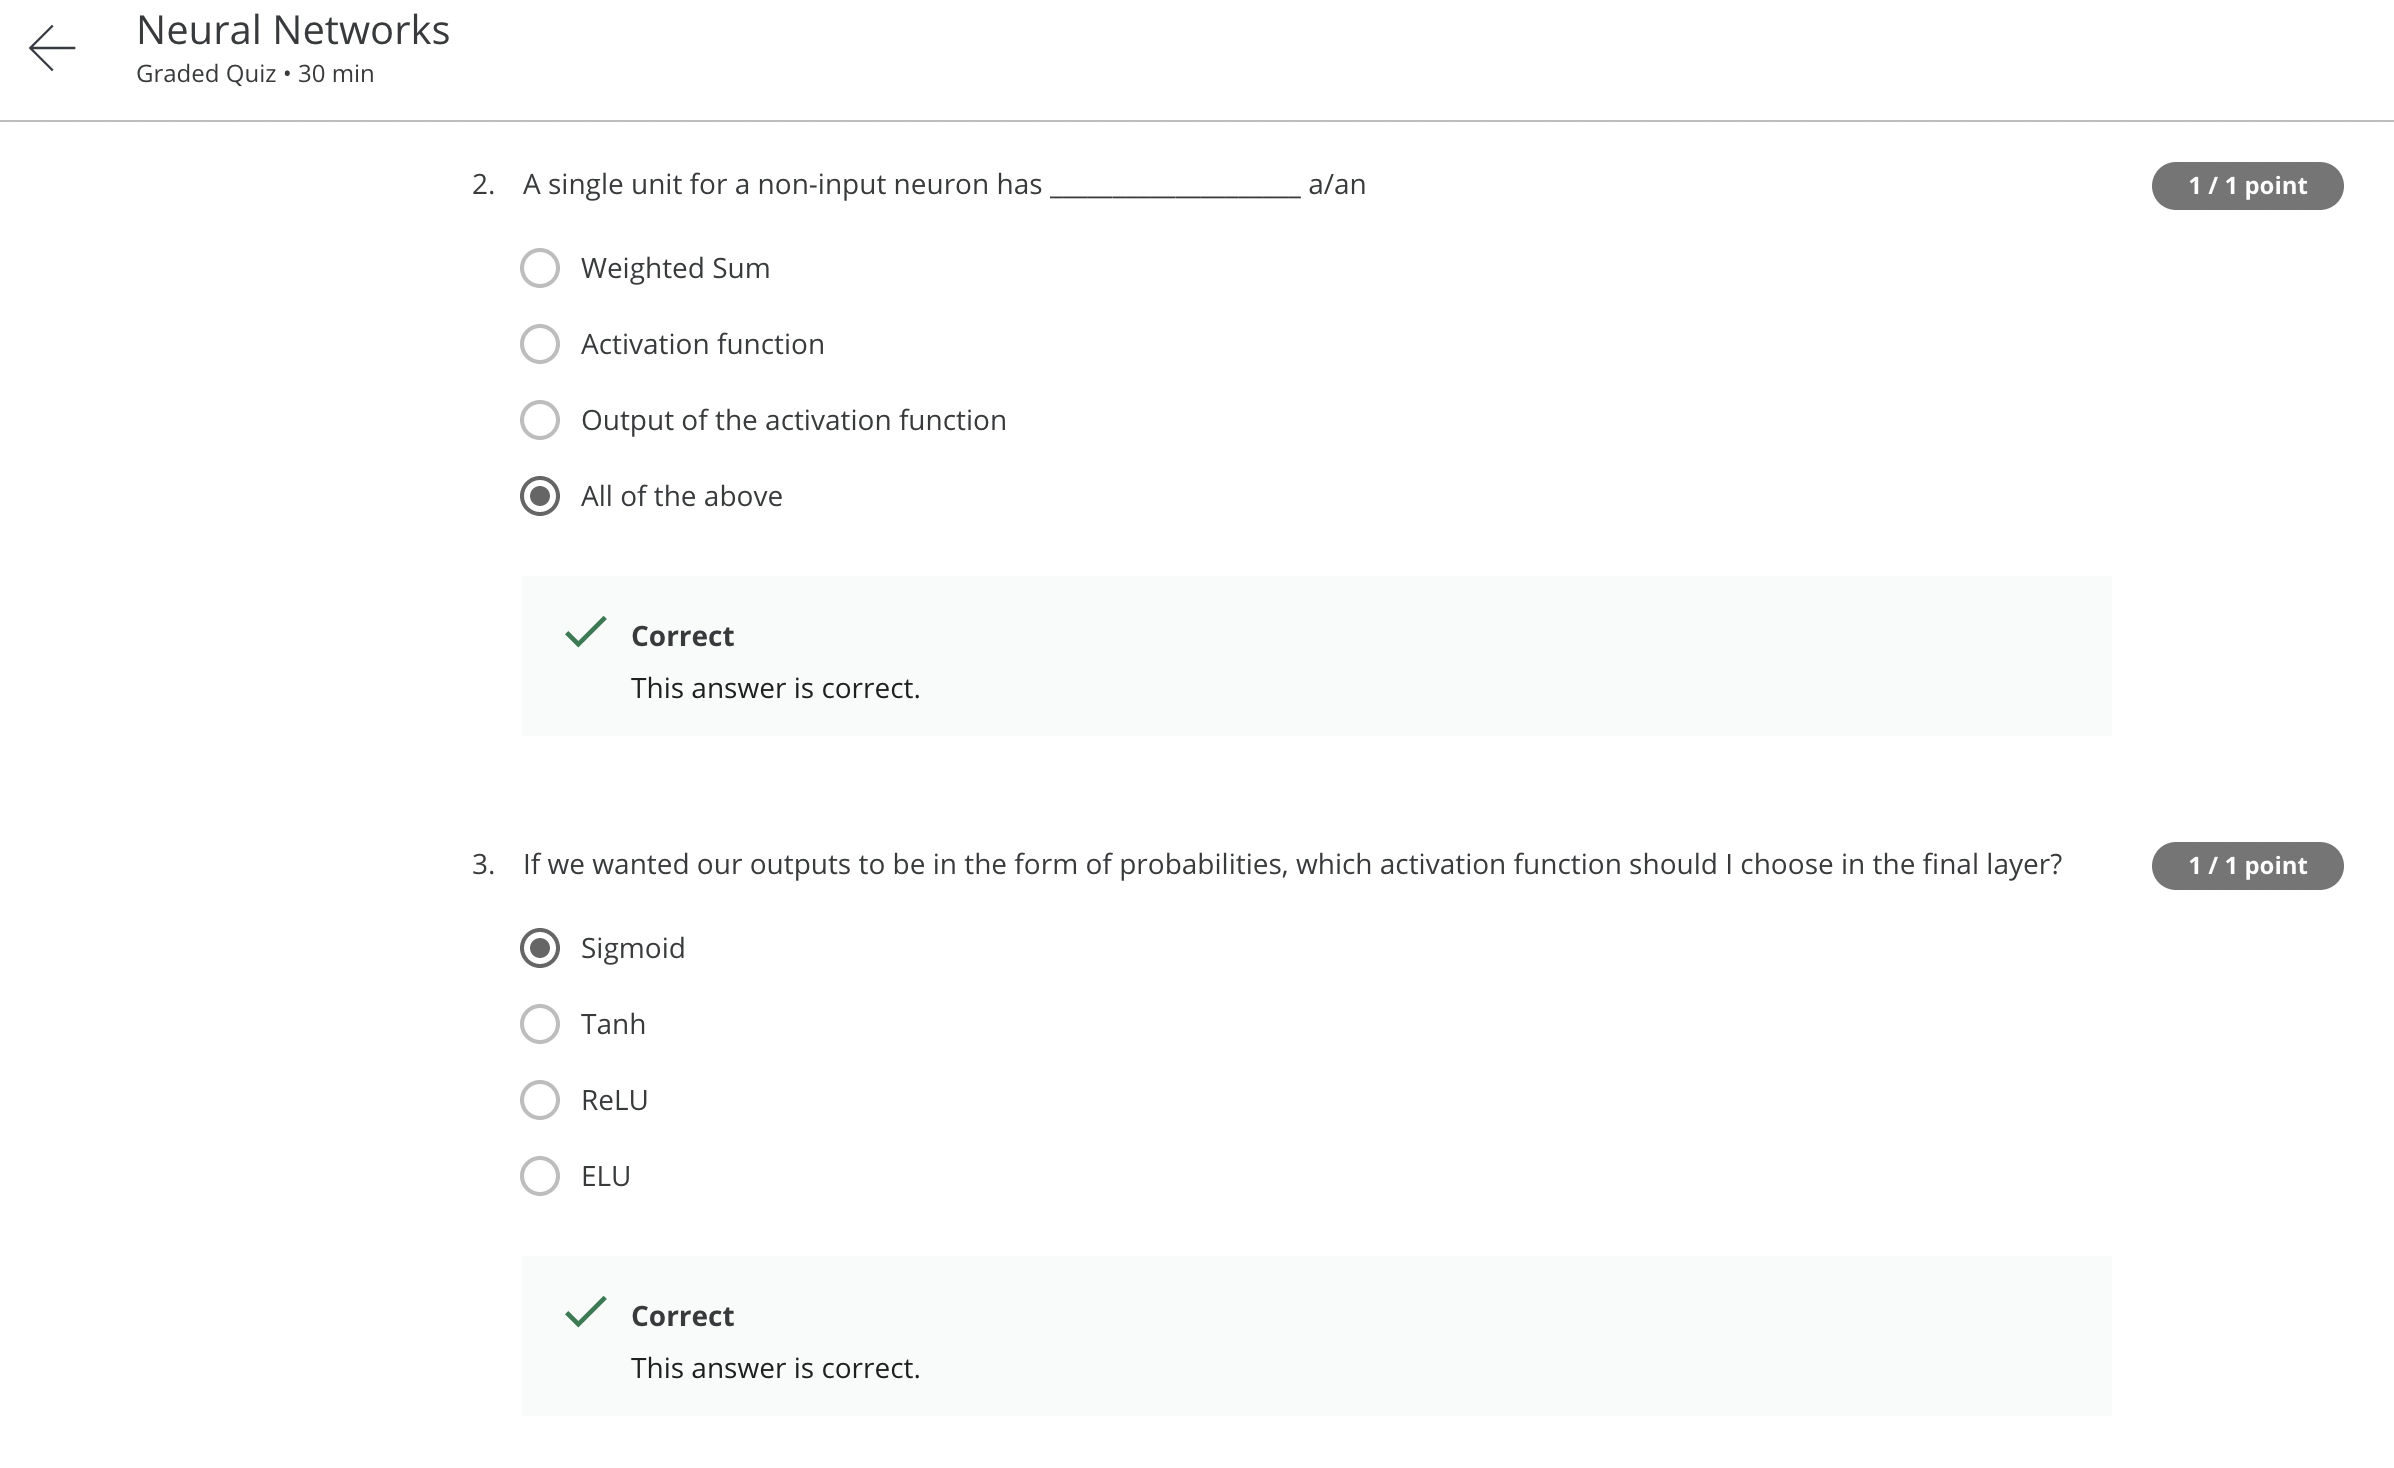 Neural Networks
Graded Quiz • 30 min
2. A single unit for a non-input neuron has ____________________ a/an
1 / 1 point
Weighted Sum
Activation function
Output of the activation function
All of the above
Correct
This answer is correct.
3. If we wanted our outputs to be in the form of probabilities, which activation function should I choose in the final layer?
1 / 1 point
Sigmoid
Tanh
ReLU
ELU
Correct
This answer is correct.